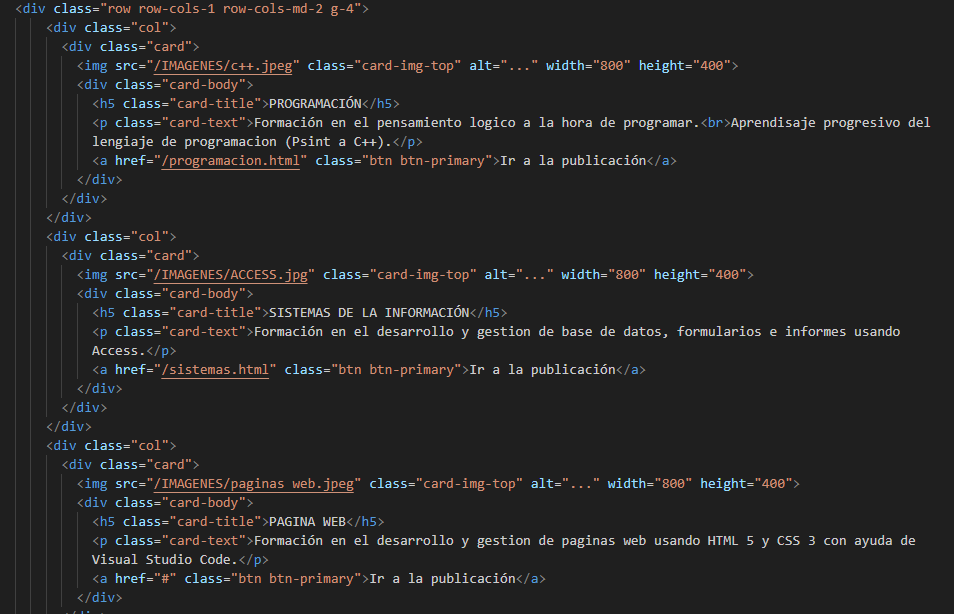 <div class="row row-cols-1 row-cols-md-2 g-4">
<div class="col">
<div class="card">
<img src="/IMAGENES/c++.jpeg" class="card-img-top" alt="..." width="800" height="400">
<div class="card-body">
<h5 class="card-title">PROGRAMACIÓN</h5>
<p class="card-text">Formación en el pensamiento logico a la hora de programar.<br>Aprendisaje progresivo del
lengiaje de programacion (Psint a C++).</p>
<a href="/programacion.html" class="btn btn-primary">Ir a la publicación</a>
</div>
</div>
</div>
<div class="col">
<div class="card">
<img src="/IMAGENES/ACCESS.jpg" class="card-img-top" alt="..." width="800" height="400">
<div class="card-body">
<h5 class="card-title">SISTEMAS DE LA INFORMACIÓN</h5>
<p class="card-text">Formación en el desarrollo y gestion de base de datos, formularios e informes usando
Access.</p>
<a href="/sistemas.html" class="btn btn-primary">Ir a la publicación</a>
</div>
</div>
</div>
<div class="col">
<div class="card">
<img src="/IMAGENES/paginas web.jpeg" class="card-img-top" alt="..." width="800" height="400">
<div class="card-body">
<h5 class="card-title">PAGINA WEB</h5>
<p class="card-text">Formación en el desarrollo y gestion de paginas web usando HTML 5 y CSS 3 con ayuda de
Visual Studio Code.</p>
<a href="#" class="btn btn-primary">Ir a la publicación</a>
</div>